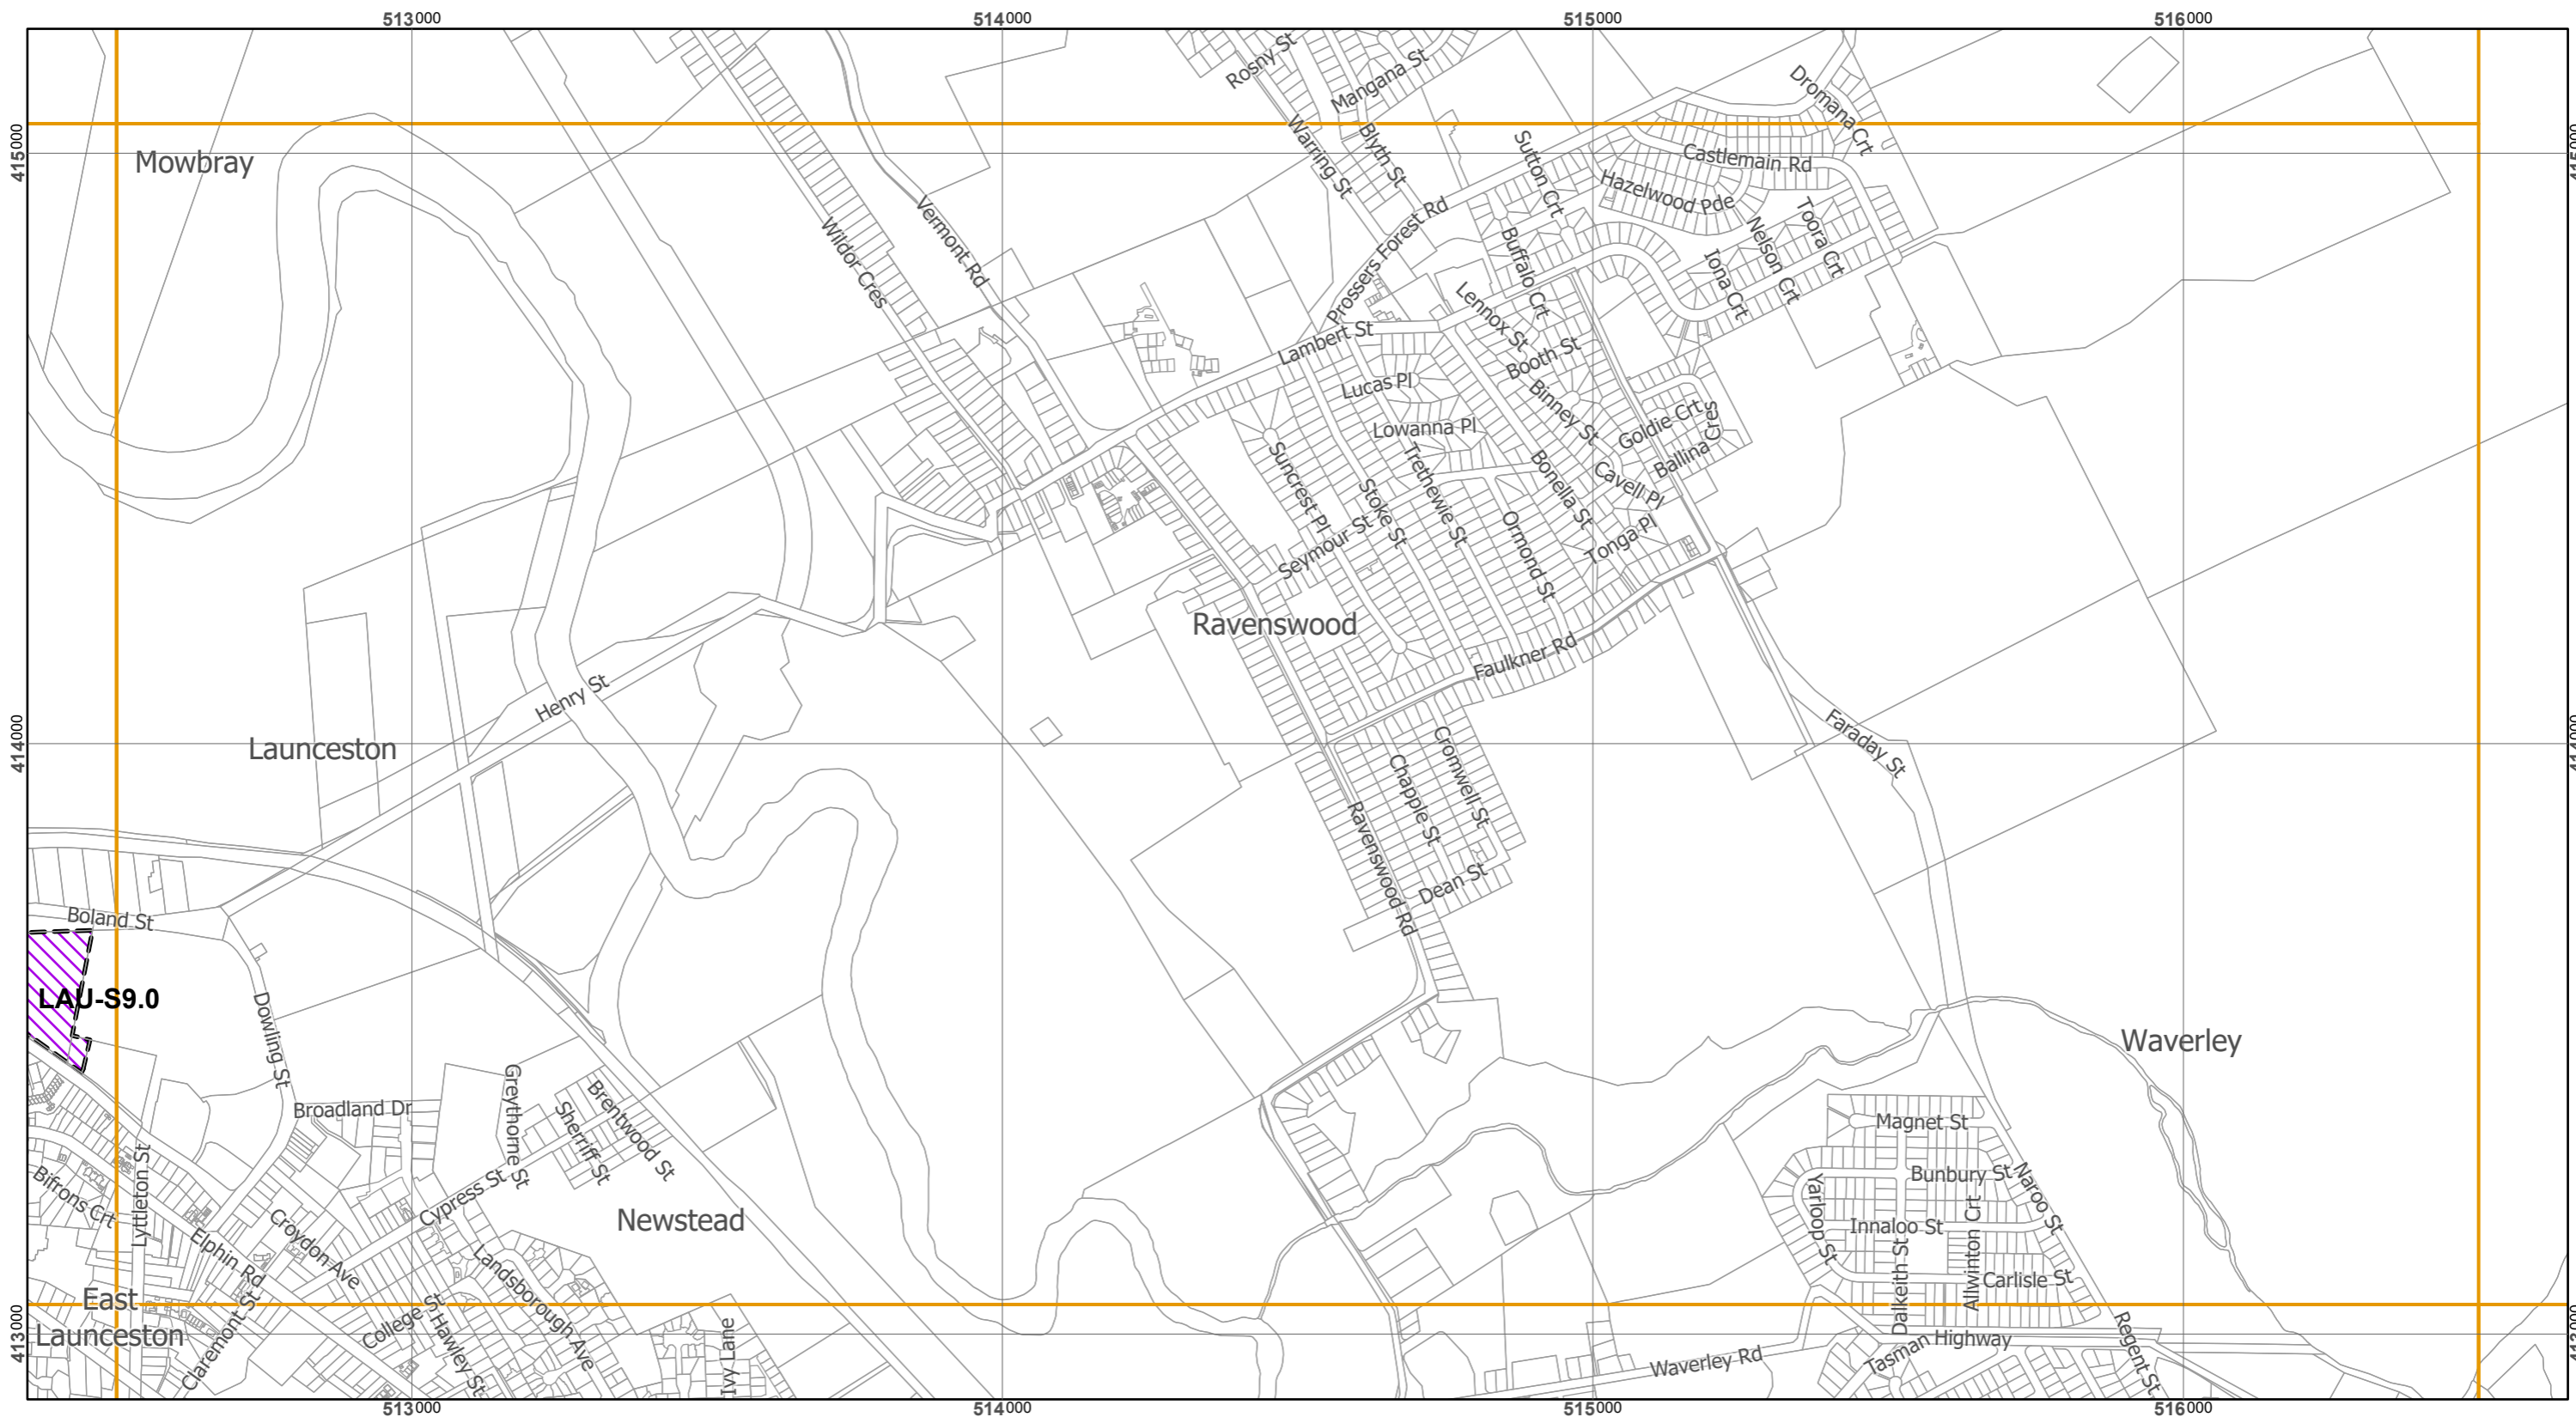 513000 514000 515000 516000
Rosny St
Mangana St
Dromana Crt
415000
415000
Mowbray
Warring St
Blyth St
Sutton Crt
Castlemain Rd
Hazelwood Pde
Wildor Cres
Vermont Rd
Prossers Forest Rd
Buffalo Crt
Iona Crt
Nelson Crt
Toora Crt
Lambert St
Lennox St
Booth St
Lucas Pl
Binney St
Lowanna Pl
Goldie Crt
Ballina Cres
Suncrest Pl
Stoke St
Trethewie St
Bonella St
Cavell Pl
Seymour St
Ormond St
Tonga Pl
Ravenswood
Faulkner Rd
Henry St
Launceston
414000
414000
Faraday St
Cromwell St
Chapple St
Ravenswood Rd
Dean St
Boland St
LAU-S9.0
Dowling St
Waverley
Broadland Dr
Greythorne St
Sherriff St
Brentwood St
Magnet St
Bunbury St
Naroo St
Yarloop St
Innaloo St
Allwinton Crt
Dalkeith St
Carlisle St
Bifrons Crt
Lyttleton St
Elphin Rd
Croydon Ave
Cypress St
Newstead
Landsborough Ave
East
Launceston
Claremont St
College St
Hawley St
Ivy Lane
Waverley Rd
Tasman Highway
Regent St
413000
413000
513000 514000 515000 516000